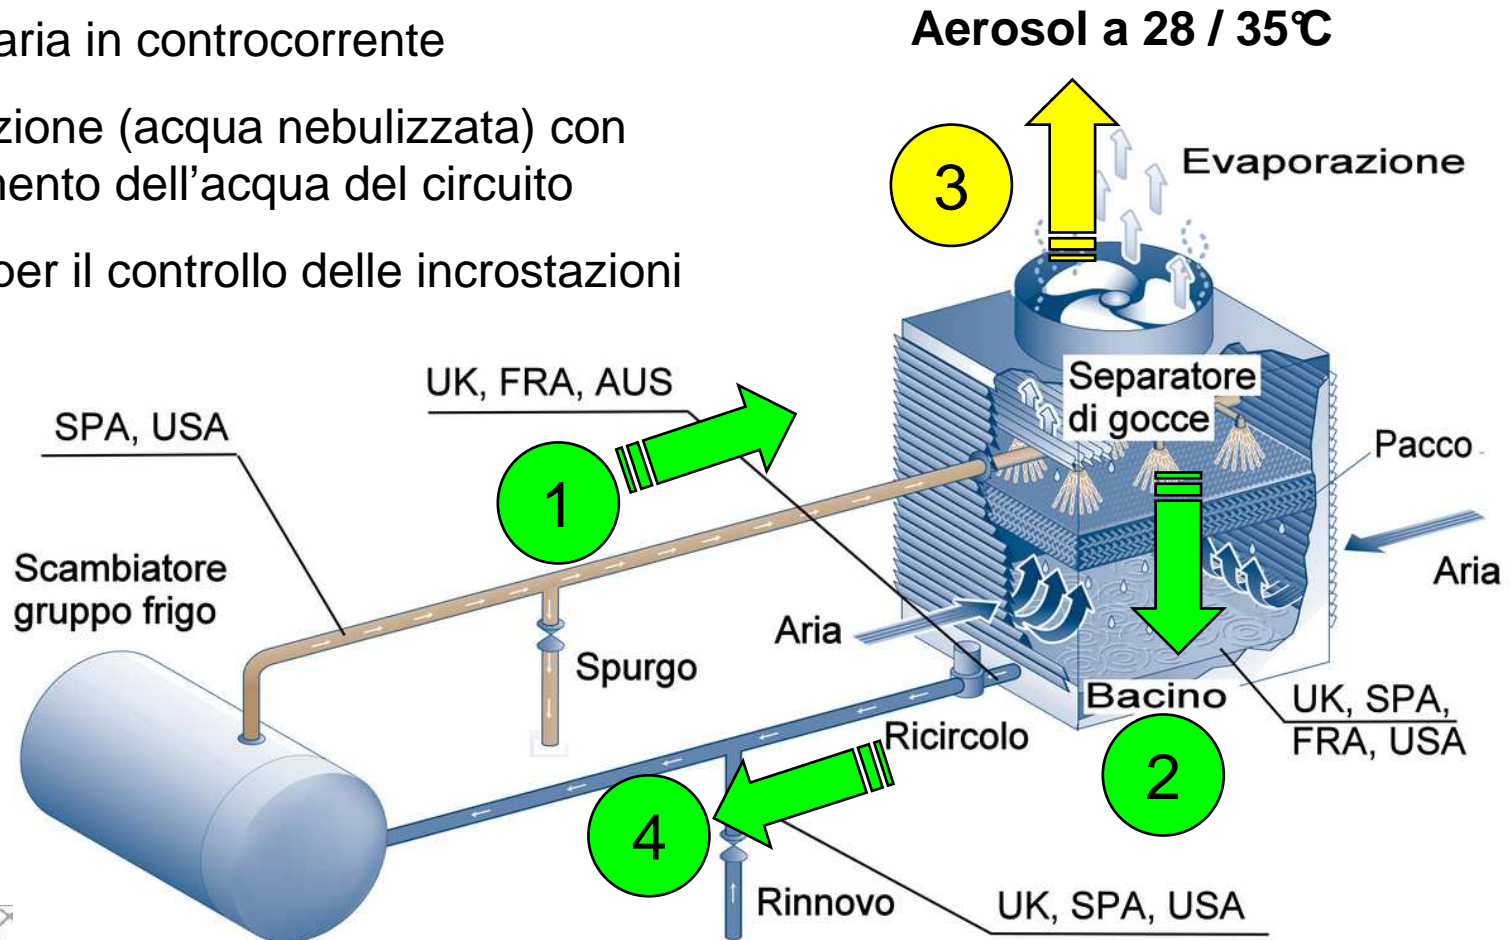 aria in controcorrente
Aerosol a 28 / 35°C
zione (acqua nebulizzata) con
mento dell'acqua del circuito
per il controllo delle incrostazioni
3
Evaporazione
UK, FRA, AUS
SPA, USA
Separatore
di gocce
Pacco
1
Scambiatore
gruppo frigo
Aria
Aria
Spurgo
Bacino
UK, SPA,
FRA, USA
Ricircolo
2
4
Rinnovo
UK, SPA, USA